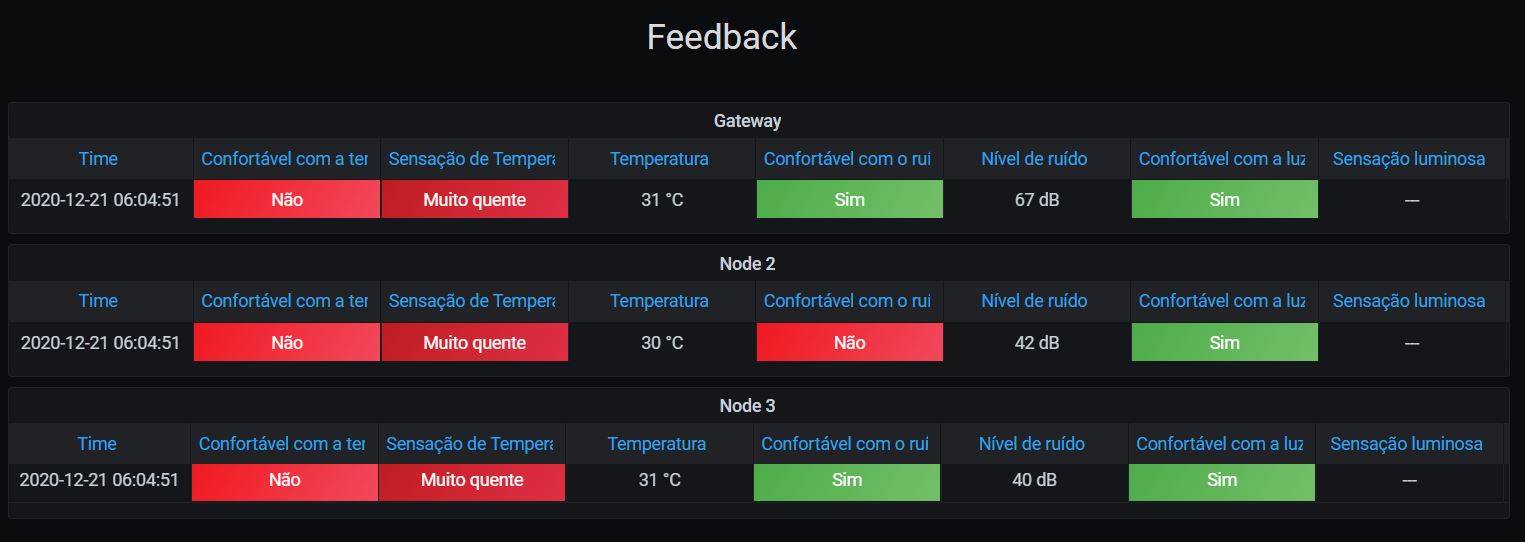 Feedback
Gateway
Time Confortável com a ter Sensação de Tempera Temperatura Confortável com o ruí Nível de ruído Confortável com a luz Sensação luminosa
2020-12-21 06:04:51 Não Muito quente 31 °C Sim 67 dB Sim ---
Node 2
Time Confortável com a ter Sensação de Tempera Temperatura Confortável com o ruí Nível de ruído Confortável com a luz Sensação luminosa
2020-12-21 06:04:51 Não Muito quente 30 °C Não 42 dB Sim ---
Node 3
Time Confortável com a ter Sensação de Tempera Temperatura Confortável com o ruí Nível de ruído Confortável com a luz Sensação luminosa
2020-12-21 06:04:51 Não Muito quente 31 °C Sim 40 dB Sim ---